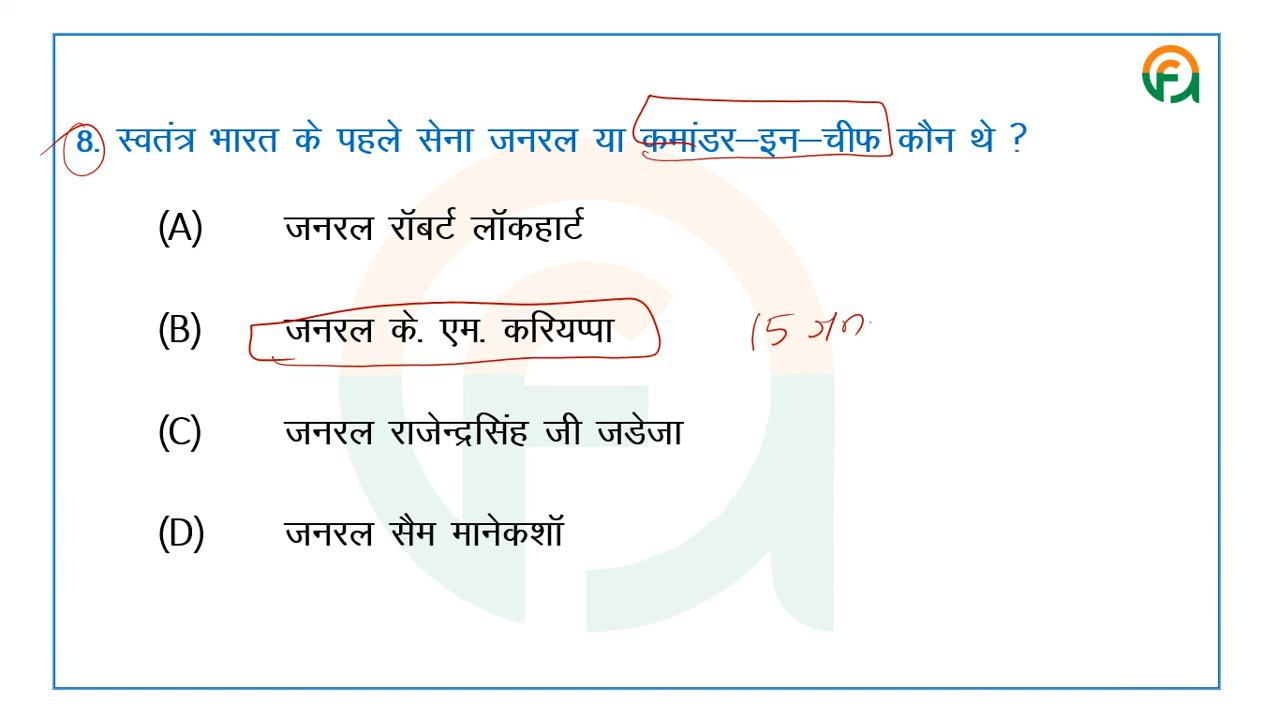 8. स्वतंत्र भारत के पहले सेना जनरल या कमांडर–इन–चीफ कौन थे ?
(A) जनरल रॉबर्ट लॉकहार्ट
(B) जनरल के. एम. करियप्पा 15 जन.
(C) जनरल राजेन्द्रसिंह जी जडेजा
(D) जनरल सैम मानेकशॉ